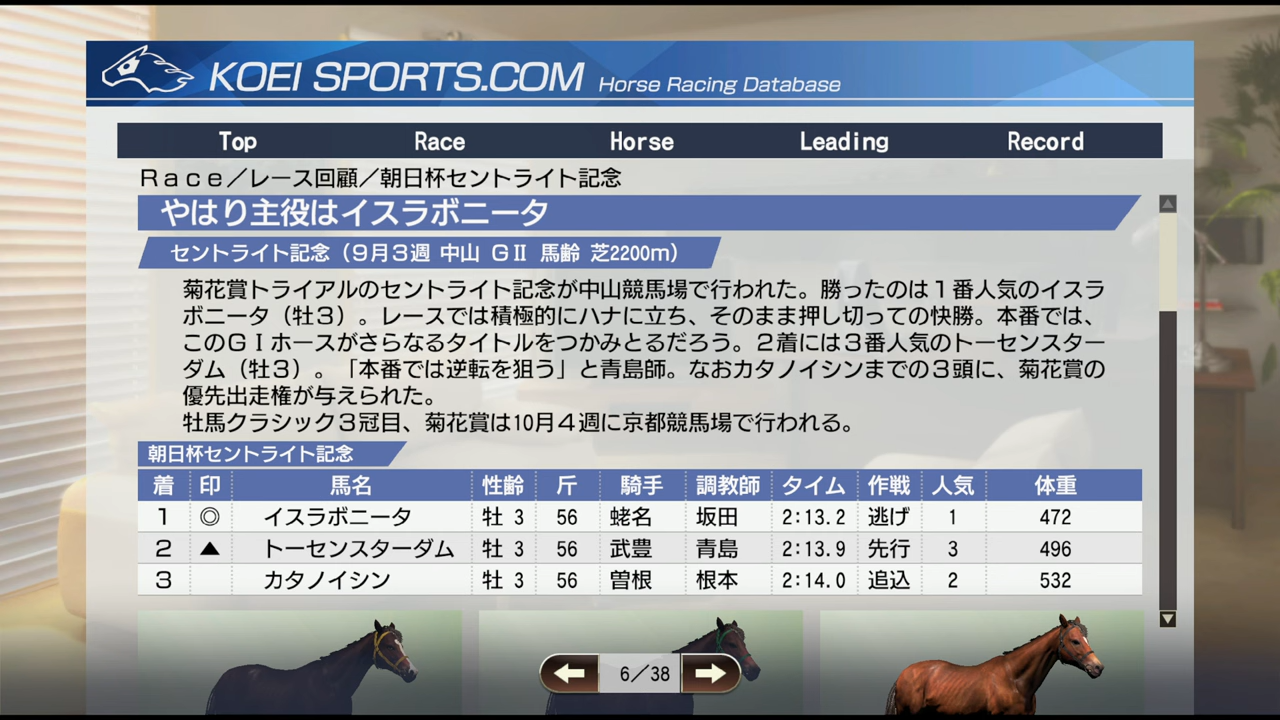 KOEI SPORTS.COM Horse Racing Database
Top Race Horse Leading Record
Ｒａｃｅ／レース回顧／朝日杯セントライト記念
やはり主役はイスラボニータ
セントライト記念（９月３週 中山 ＧⅡ 馬齢 芝2200m）
菊花賞トライアルのセントライト記念が中山競馬場で行われた。勝ったのは１番人気のイスラ
ボニータ（牡３）。レースでは積極的にハナに立ち、そのまま押し切っての快勝。本番では、
このＧⅠホースがさらなるタイトルをつかみとるだろう。２着には３番人気のトーセンスター
ダム（牡３）。「本番では逆転を狙う」と青島師。なおカタノイシンまでの３頭に、菊花賞の
優先出走権が与えられた。
牡馬クラシック３冠目、菊花賞は10月４週に京都競馬場で行われる。
朝日杯セントライト記念
着 印 馬名 性齢 斤 騎手 調教師 タイム 作戦 人気 体重
1 ◎ イスラボニータ 牡 3 56 蛯名 坂田 2:13.2 逃げ 1 472
2 ▲ トーセンスターダム 牡 3 56 武豊 青島 2:13.9 先行 3 496
3 カタノイシン 牡 3 56 曽根 根本 2:14.0 追込 2 532
6／38